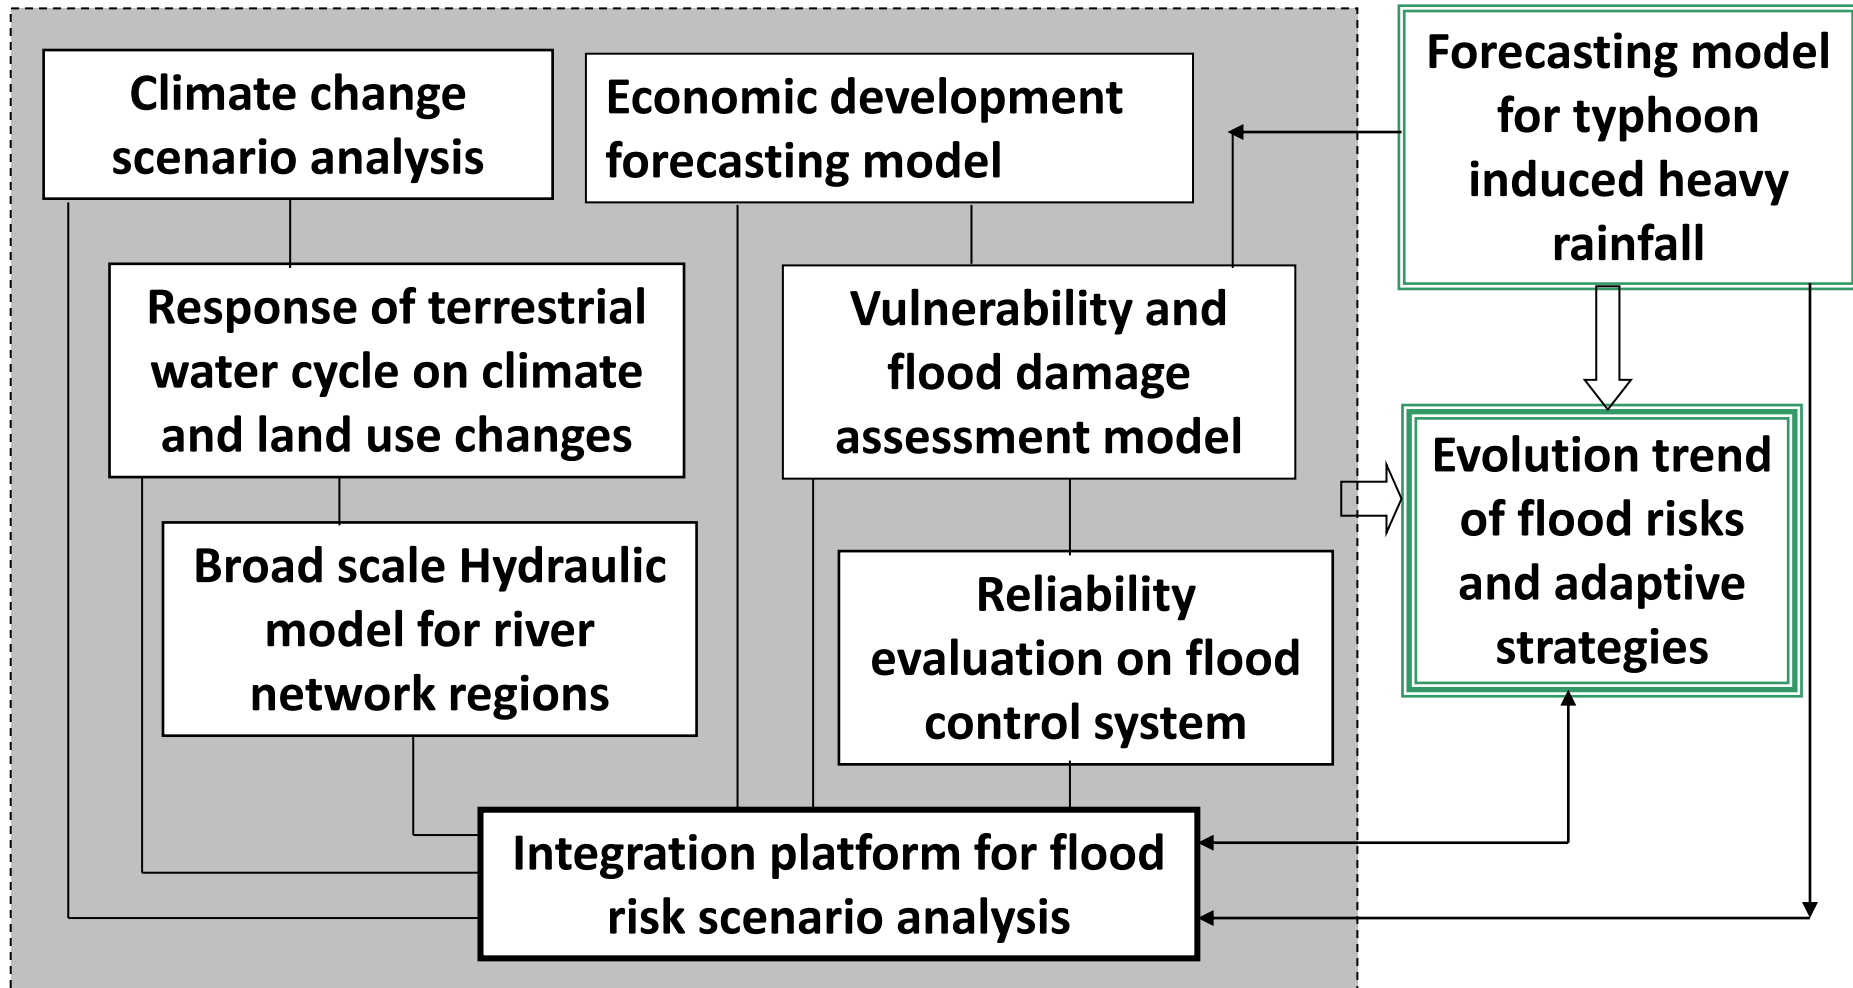 Climate change
scenario analysis
Economic development
forecasting model
Forecasting model
for typhoon
induced heavy
rainfall
Response of terrestrial
water cycle on climate
and land use changes
Vulnerability and
flood damage
assessment model
Evolution trend
of flood risks
and adaptive
strategies
Broad scale Hydraulic
model for river
network regions
Reliability
evaluation on flood
control system
Integration platform for flood
risk scenario analysis